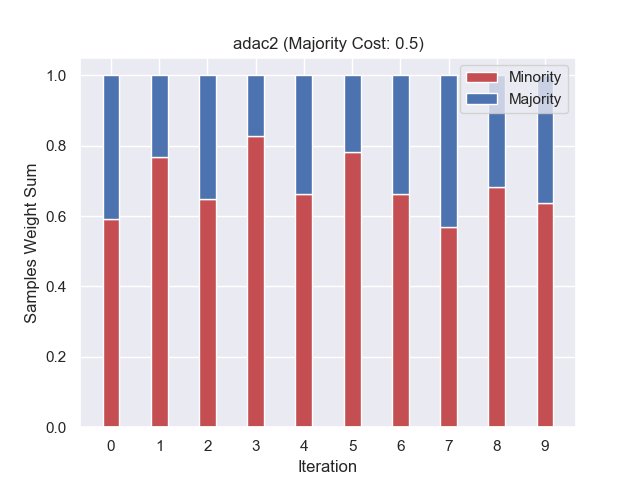 adac2 (Majority Cost: 0.5)
Minority
Majority
1.0
0.8
0.6
0.4
0.2
0.0
Samples Weight Sum
0 1 2 3 4 5 6 7 8 9
Iteration